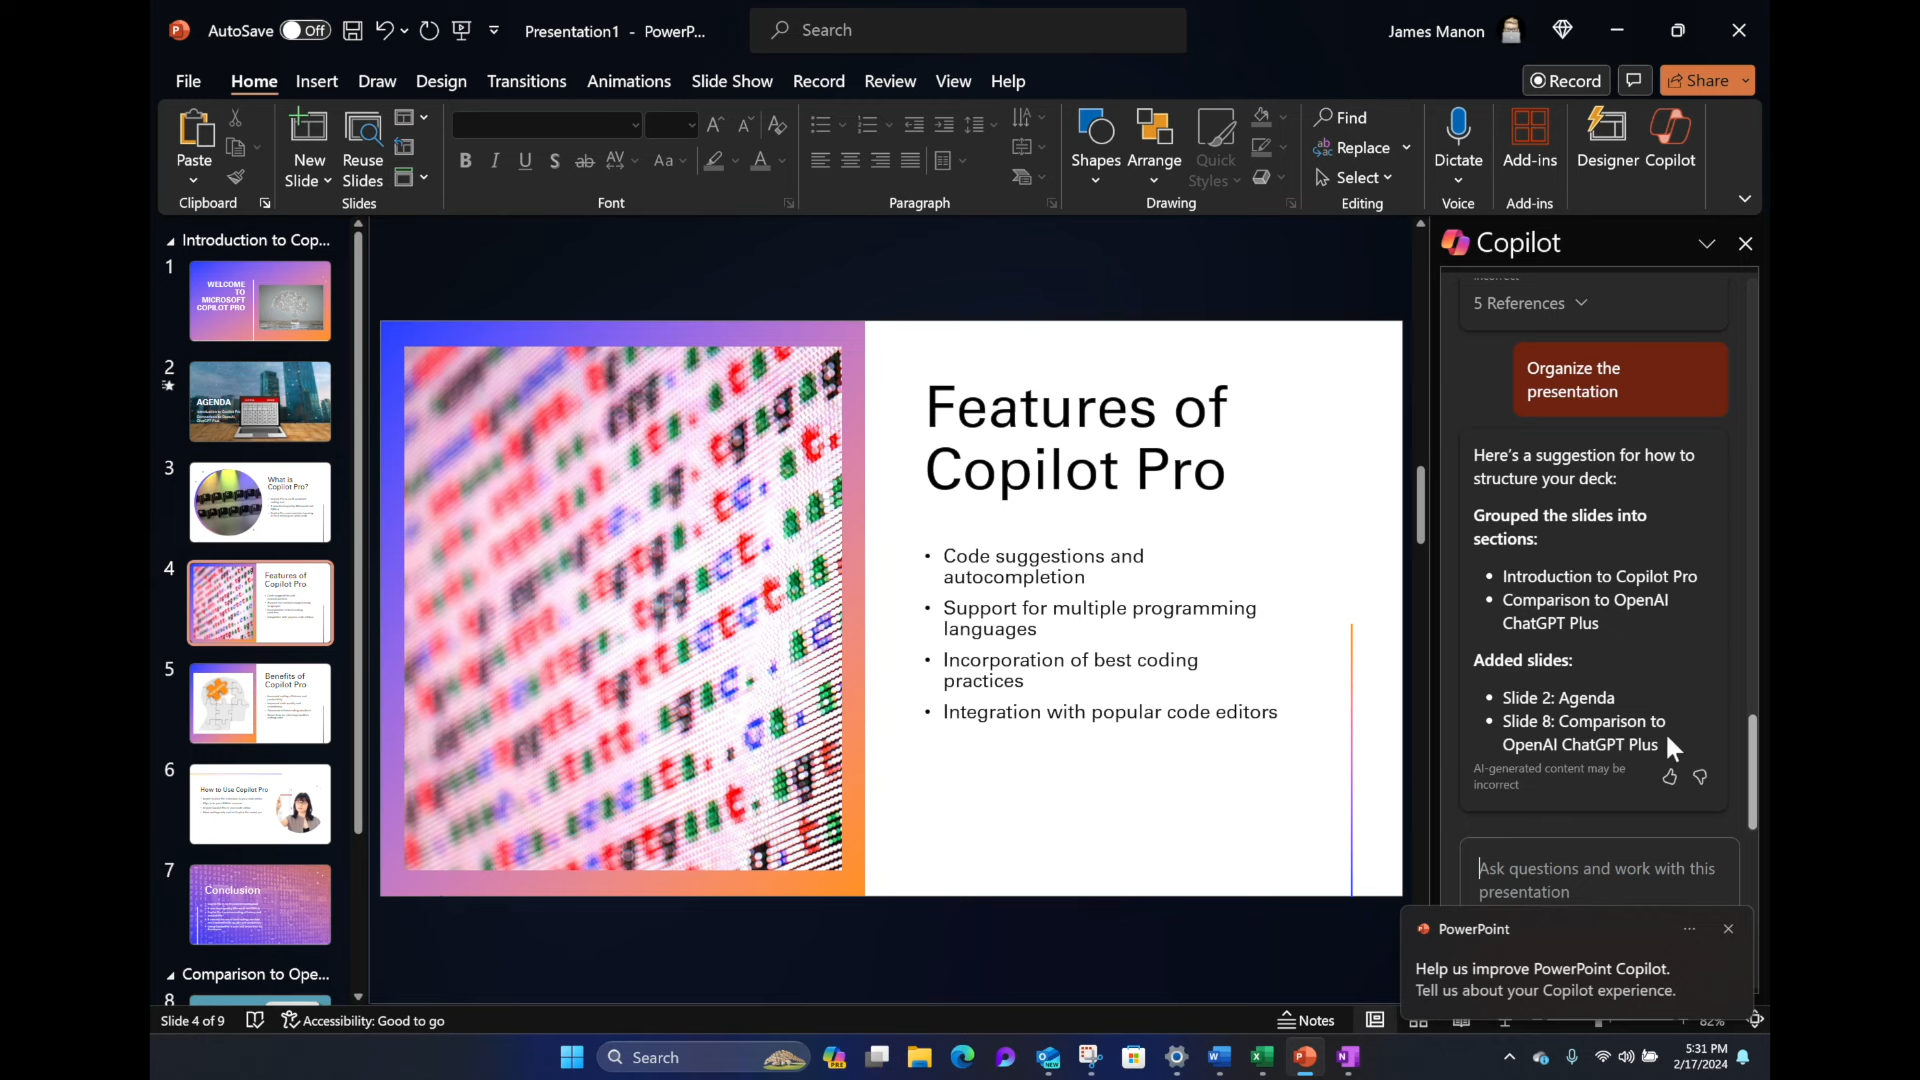 AutoSave Off Presentation1 - PowerP... Search James Manon
File Home Insert Draw Design Transitions Animations Slide Show Record Review View Help Record Share
Paste
New
Slide
Reuse
Slides
B I U S ab AV Aa A
Shapes Arrange Quick
Styles
Find
Replace
Select
Dictate Add-ins Designer Copilot
Clipboard Slides Font Paragraph Drawing Editing Voice Add-ins
Introduction to Cop...
1
WELCOME
TO
MICROSOFT
COPILOT PRO
2
AGENDA
3
What is
Copilot Pro?
4
Features of
Copilot Pro
5
Benefits of
Copilot Pro
6
How to Use Copilot Pro
7
Conclusion
Comparison to Ope...
8
Features of
Copilot Pro
• Code suggestions and
autocompletion
• Support for multiple programming
languages
• Incorporation of best coding
practices
• Integration with popular code editors
Copilot
incorrect
5 References
Organize the
presentation
Here's a suggestion for how to
structure your deck:
Grouped the slides into
sections:
• Introduction to Copilot Pro
• Comparison to OpenAI
ChatGPT Plus
Added slides:
• Slide 2: Agenda
• Slide 8: Comparison to
OpenAI ChatGPT Plus
AI-generated content may be
incorrect
Ask questions and work with this
presentation
PowerPoint
Help us improve PowerPoint Copilot.
Tell us about your Copilot experience.
Slide 4 of 9 Accessibility: Good to go Notes 82%
Search
5:31 PM
2/17/2024